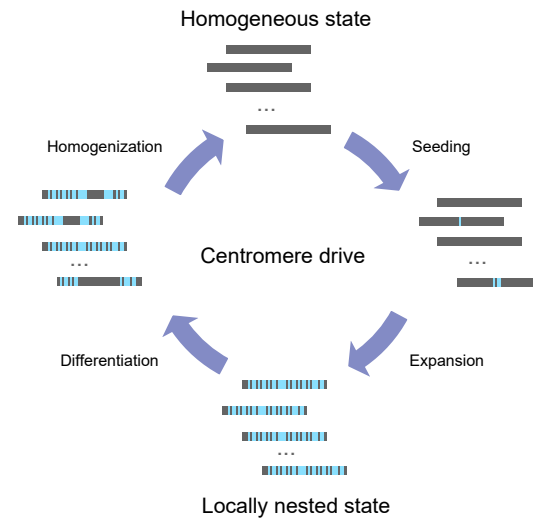 Homogeneous state
...
Homogenization
Seeding
Centromere drive
...
...
Differentiation
Expansion
...
Locally nested state